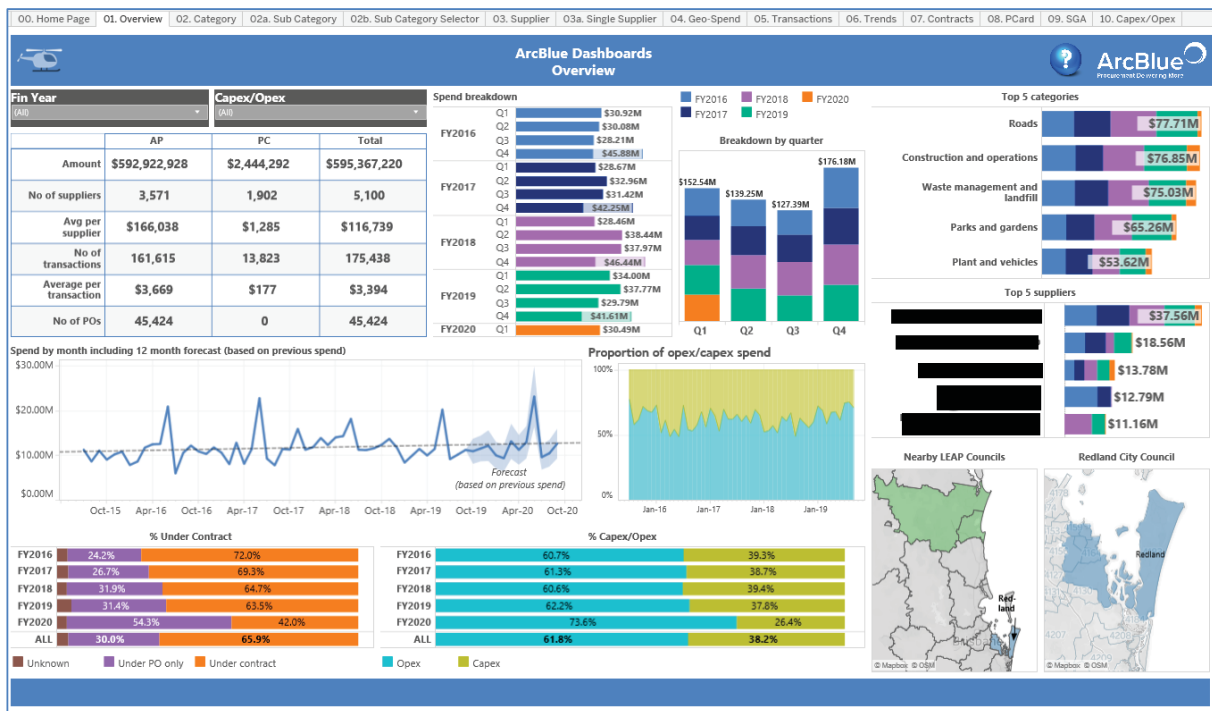 00. Home Page 01. Overview 02. Category 02a. Sub Category 02b. Sub Category Selector 03. Supplier 03a. Single Supplier 04. Geo-Spend 05. Transactions 06. Trends 07. Contracts 08. PCard 09. SGA 10. Capex/Opex
ArcBlue Dashboards
Overview
?
ArcBlue
Procurement Delivering More
Fin Year
(All)
Capex/Opex
(All)
AP PC Total
Amount $592,922,928 $2,444,292 $595,367,220
No of suppliers 3,571 1,902 5,100
Avg per
supplier $166,038 $1,285 $116,739
No of
transactions 161,615 13,823 175,438
Average per
transaction $3,669 $177 $3,394
No of POs 45,424 0 45,424
Spend breakdown
FY2016
Q1 $30.92M
Q2 $30.08M
Q3 $28.21M
Q4 $45.88M
FY2017
Q1 $28.67M
Q2 $32.96M
Q3 $31.42M
Q4 $42.25M
FY2018
Q1 $28.46M
Q2 $38.44M
Q3 $37.97M
Q4 $46.44M
FY2019
Q1 $34.00M
Q2 $37.77M
Q3 $29.79M
Q4 $41.61M
FY2020 Q1 $30.49M
FY2016 FY2018 FY2020
FY2017 FY2019
Breakdown by quarter
$152.54M $139.25M $127.39M $176.18M
Q1 Q2 Q3 Q4
Top 5 categories
Roads $77.71M
Construction and operations $76.85M
Waste management and
landfill $75.03M
Parks and gardens $65.26M
Plant and vehicles $53.62M
Top 5 suppliers
$37.56M
$18.56M
$13.78M
$12.79M
$11.16M
Spend by month including 12 month forecast (based on previous spend)
$30.00M
$20.00M
$10.00M
$0.00M
Forecast
(based on previous spend)
Oct-15 Apr-16 Oct-16 Apr-17 Oct-17 Apr-18 Oct-18 Apr-19 Oct-19 Apr-20 Oct-20
Proportion of opex/capex spend
100%
50%
0%
Jan-16 Jan-17 Jan-18 Jan-19
% Under Contract
FY2016 24.2% 72.0%
FY2017 26.7% 69.3%
FY2018 31.9% 64.7%
FY2019 31.4% 63.5%
FY2020 54.3% 42.0%
ALL 30.0% 65.9%
Unknown Under PO only Under contract
% Capex/Opex
FY2016 60.7% 39.3%
FY2017 61.3% 38.7%
FY2018 60.6% 39.4%
FY2019 62.2% 37.8%
FY2020 73.6% 26.4%
ALL 61.8% 38.2%
Opex Capex
Nearby LEAP Councils
Red-
land
© Mapbox © OSM
Redland City Council
4178
Redland
4207
4208
4209
© Mapbox © OSM